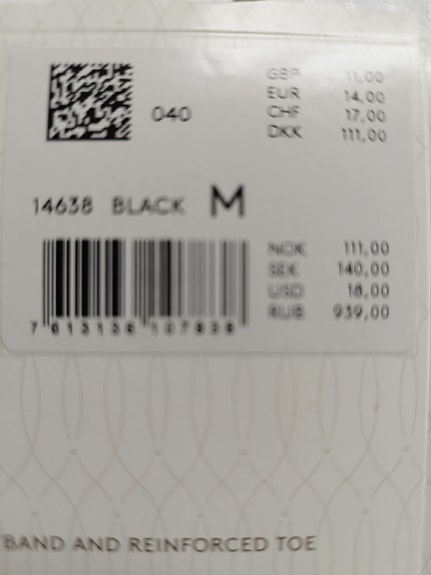 040
GBP 11,00
EUR 14,00
CHF 17,00
DKK 111,00
14638 BLACK M
NOK 111,00
SEK 140,00
USD 18,00
RUB 939,00
BAND AND REINFORCED TOE